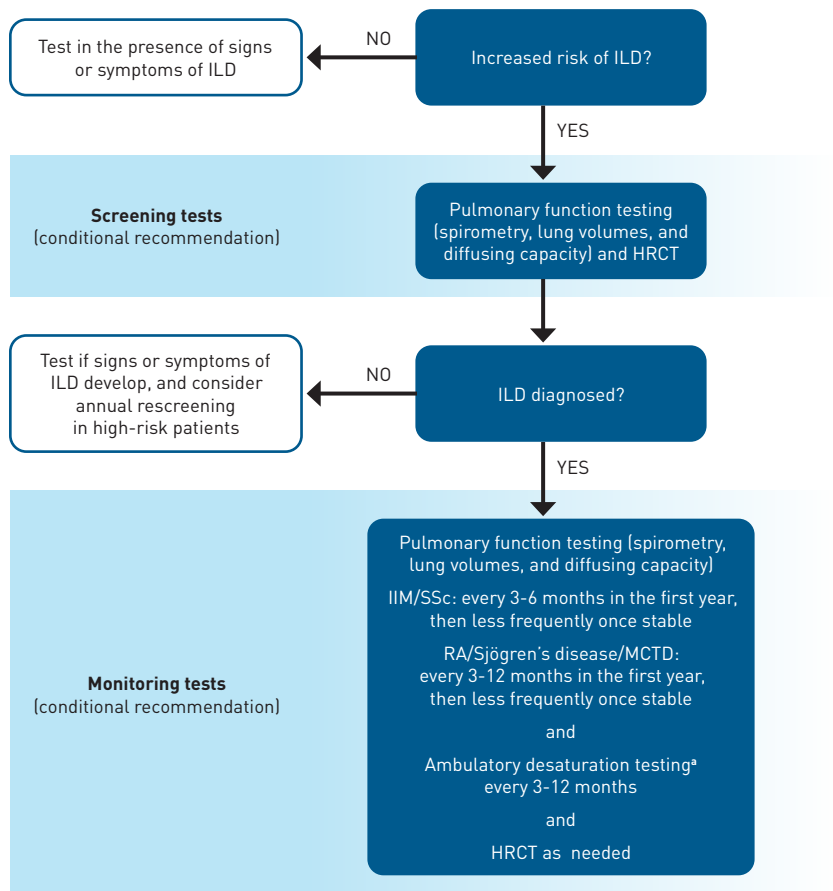 Increased risk of ILD?
NO
Test in the presence of signs
or symptoms of ILD
YES
Screening tests
(conditional recommendation)
Pulmonary function testing
(spirometry, lung volumes, and
diffusing capacity) and HRCT
ILD diagnosed?
NO
Test if signs or symptoms of
ILD develop, and consider
annual rescreening
in high-risk patients
YES
Monitoring tests
(conditional recommendation)
Pulmonary function testing (spirometry,
lung volumes, and diffusing capacity)
IIM/SSc: every 3-6 months in the first year,
then less frequently once stable
RA/Sjögren's disease/MCTD:
every 3-12 months in the first year,
then less frequently once stable
and
Ambulatory desaturation testingᵃ
every 3-12 months
and
HRCT as needed